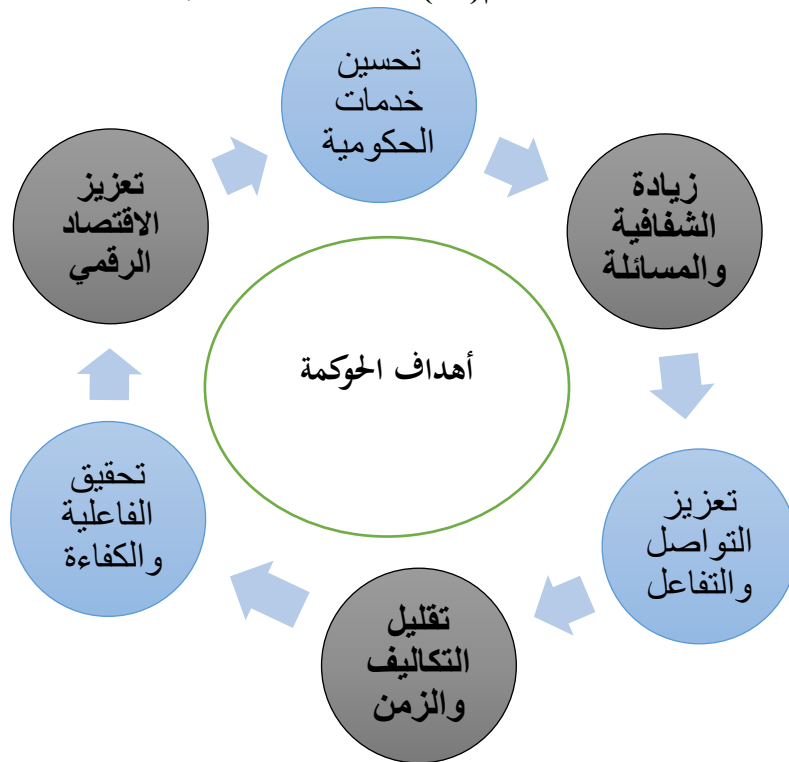 تحسين
خدمات
الحكومية
زيادة
الشفافية
والمسائلة
تعزيز
التواصل
والتفاعل
تقليل
التكاليف
والزمن
تحقيق
الفاعلية
والكفاءة
تعزيز
الاقتصاد
الرقمي
أهداف الحوكمة